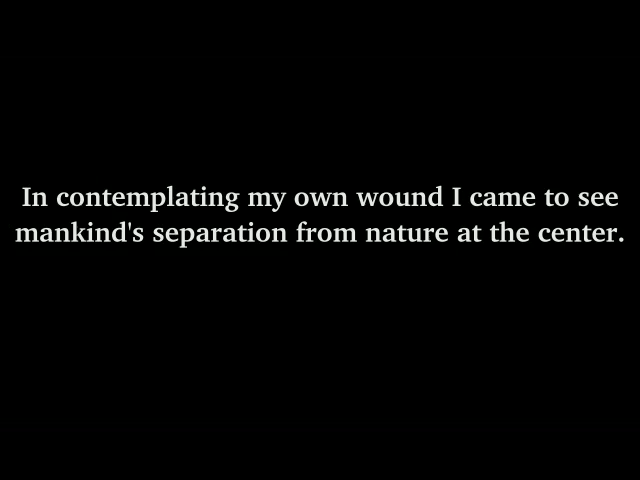 In contemplating my own wound I came to see
mankind's separation from nature at the center.